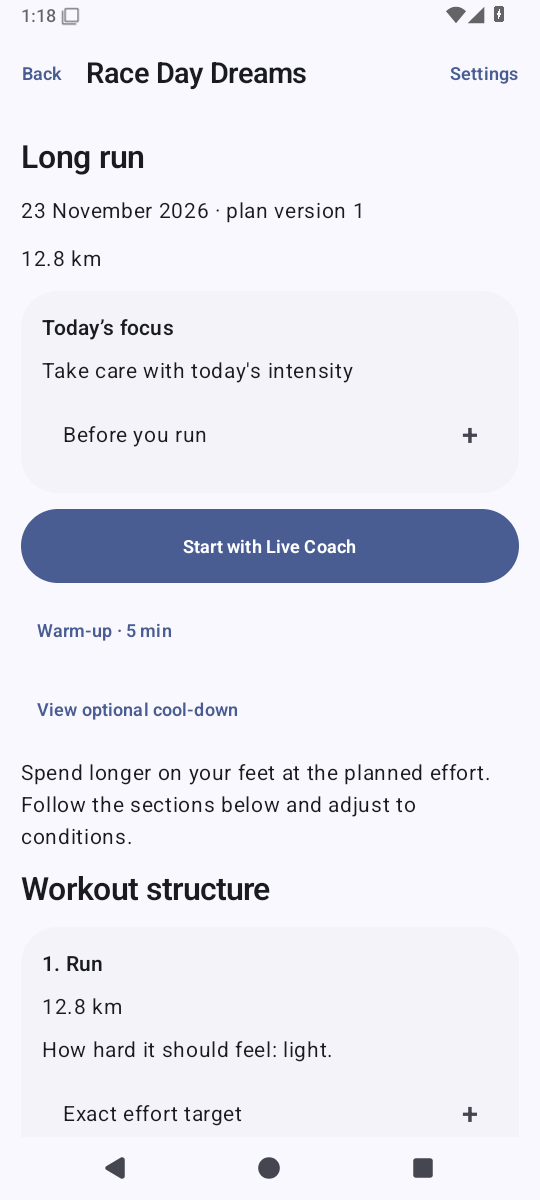 1:18
Back
Race Day Dreams
Settings
Long run
23 November 2026 · plan version 1
12.8 km
Today’s focus
Take care with today's intensity
Before you run
+
Start with Live Coach
Warm-up · 5 min
View optional cool-down
Spend longer on your feet at the planned effort.
Follow the sections below and adjust to
conditions.
Workout structure
1. Run
12.8 km
How hard it should feel: light.
Exact effort target
+